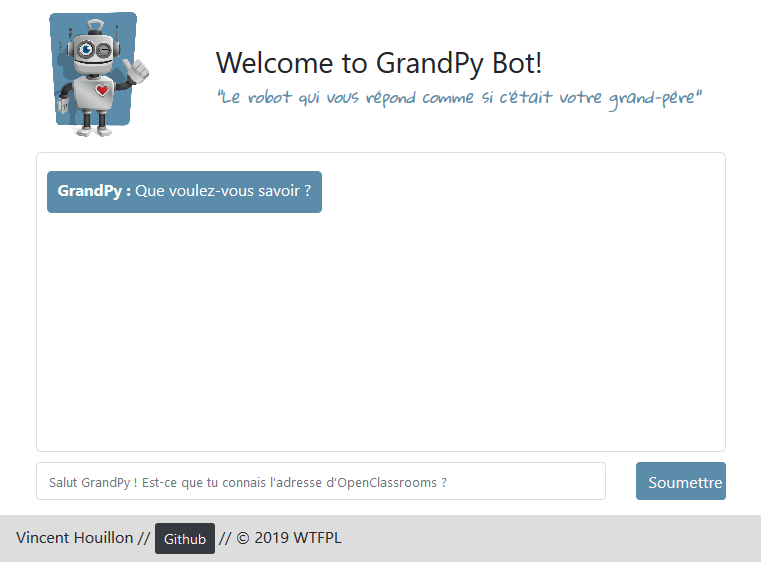 Welcome to GrandPy Bot!
"Le robot qui vous répond comme si c'était votre grand-père"
GrandPy : Que voulez-vous savoir ?
Salut GrandPy ! Est-ce que tu connais l'adresse d'OpenClassrooms ?
Soumettre
Vincent Houillon // Github // © 2019 WTFPL